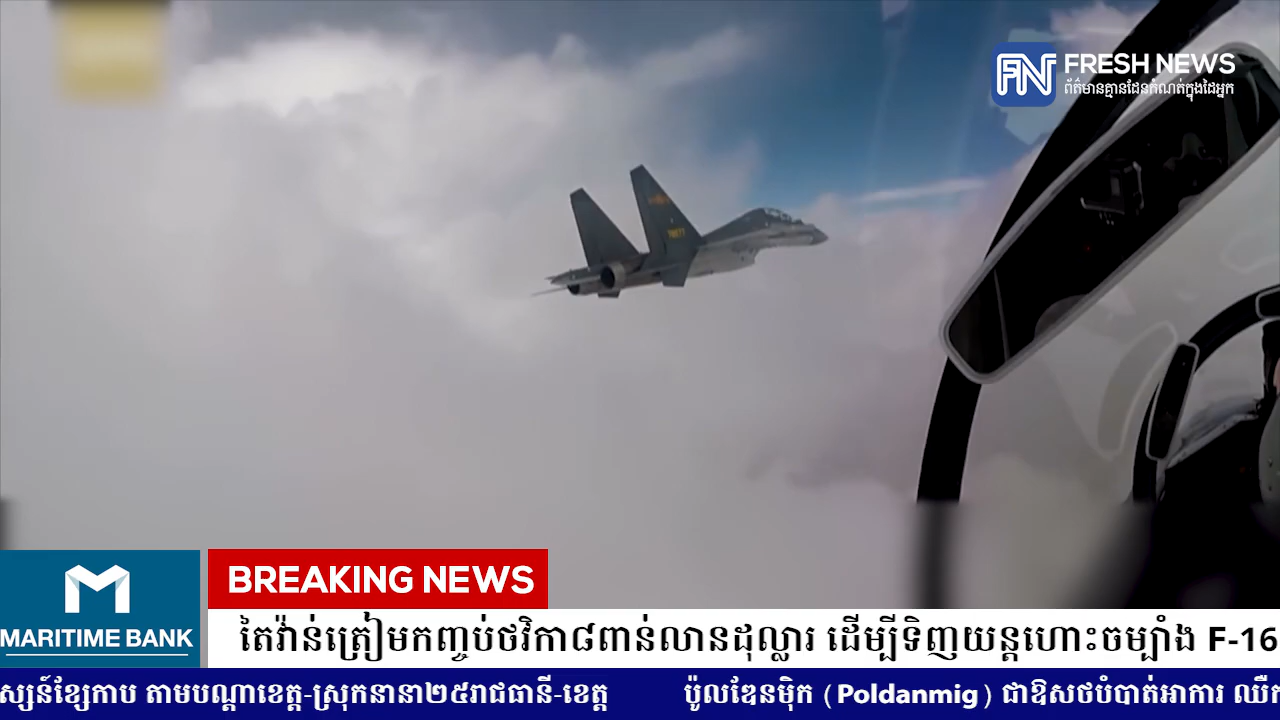 FRESH NEWS
ព័ត៌មានគ្មានដែនកំណត់ក្នុងដៃអ្នក
BREAKING NEWS
MARITIME BANK
តៃវ៉ាន់ត្រៀមកញ្ចប់ថវិកា៨ពាន់លានដុល្លារ ដើម្បីទិញយន្តហោះចម្បាំង F-16
ស្សន៍ខ្សែកាប តាមបណ្តាខេត្ត-ស្រុកនានា២៥រាជធានី-ខេត្ត ប៉ូលឌែនម៉ិក (Poldanmig) ជាឱសថបំបាត់អាការ ឈឺក